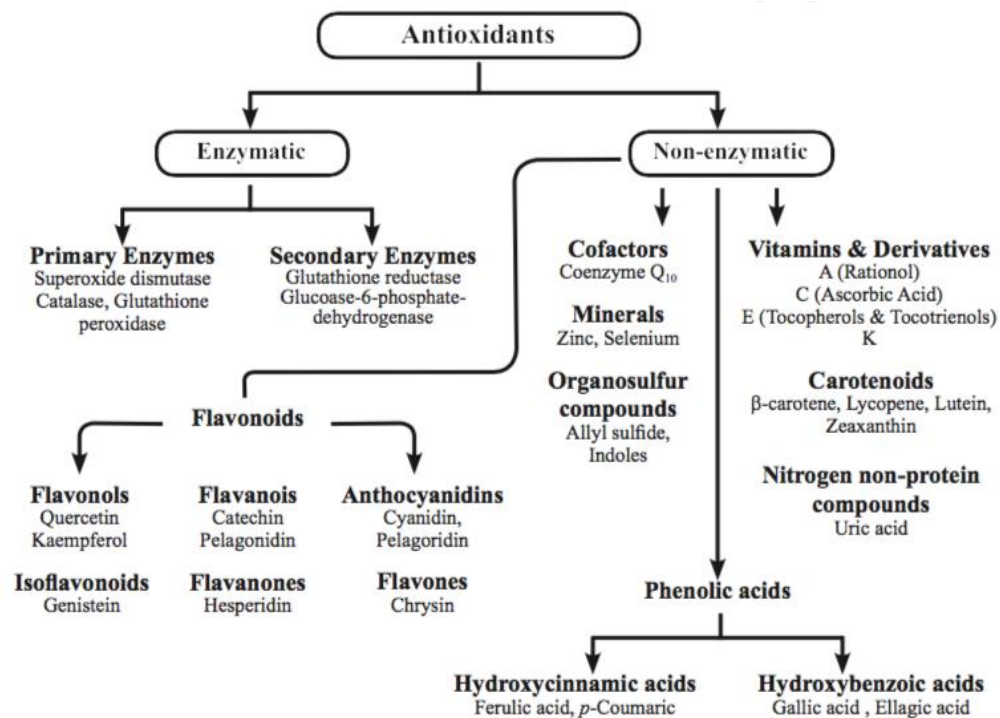 Antioxidants
Enzymatic
Non-enzymatic
Primary Enzymes
Superoxide dismutase
Catalase, Glutathione
peroxidase
Secondary Enzymes
Glutathione reductase
Glucoase-6-phosphate-
dehydrogenase
Cofactors
Coenzyme Q₁₀
Minerals
Zinc, Selenium
Organosulfur
compounds
Allyl sulfide,
Indoles
Vitamins & Derivatives
A (Rationol)
C (Ascorbic Acid)
E (Tocopherols & Tocotrienols)
K
Carotenoids
β-carotene, Lycopene, Lutein,
Zeaxanthin
Nitrogen non-protein
compounds
Uric acid
Flavonoids
Flavonols
Quercetin
Kaempferol
Flavanois
Catechin
Pelagonidin
Anthocyanidins
Cyanidin,
Pelagoridin
Isoflavonoids
Genistein
Flavanones
Hesperidin
Flavones
Chrysin
Phenolic acids
Hydroxycinnamic acids
Ferulic acid, p-Coumaric
Hydroxybenzoic acids
Gallic acid , Ellagic acid